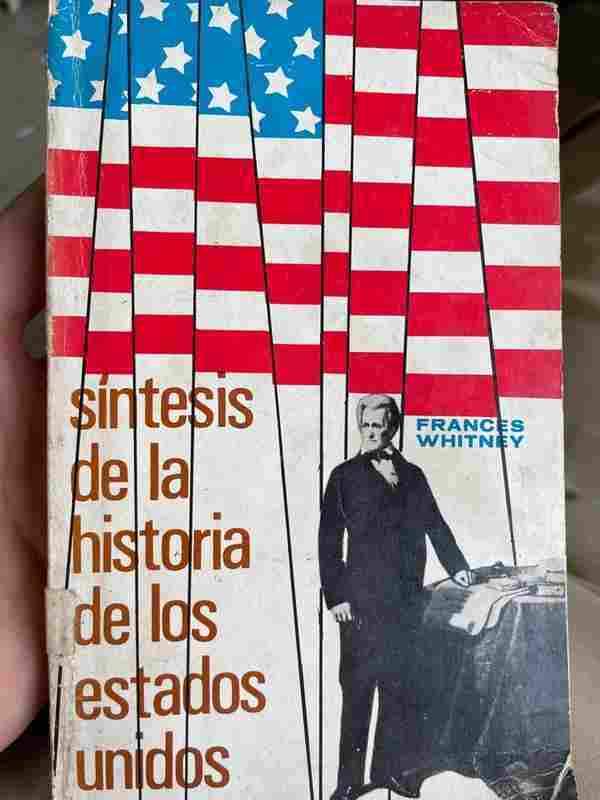 síntesis
de la
historia
de los
estados
unidos
FRANCES
WHITNEY